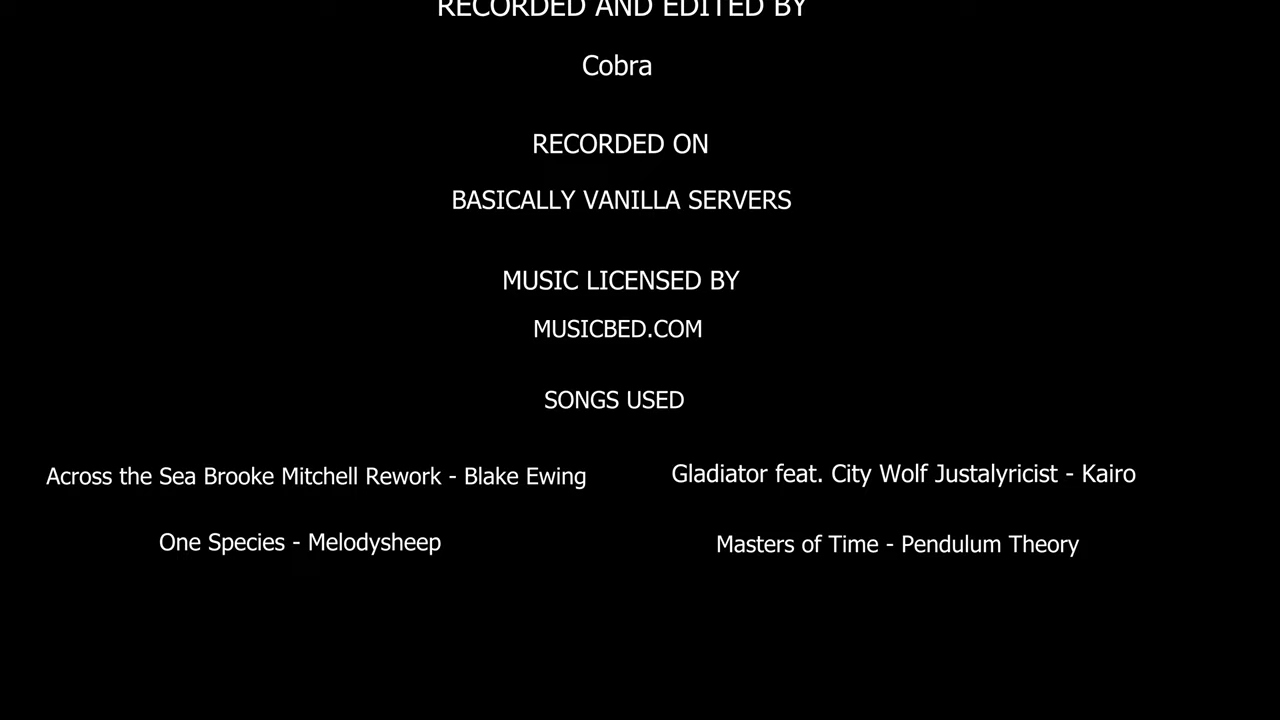 RECORDED AND EDITED BY
Cobra
RECORDED ON
BASICALLY VANILLA SERVERS
MUSIC LICENSED BY
MUSICBED.COM
SONGS USED
Across the Sea Brooke Mitchell Rework - Blake Ewing
Gladiator feat. City Wolf Justalyricist - Kairo
One Species - Melodysheep
Masters of Time - Pendulum Theory